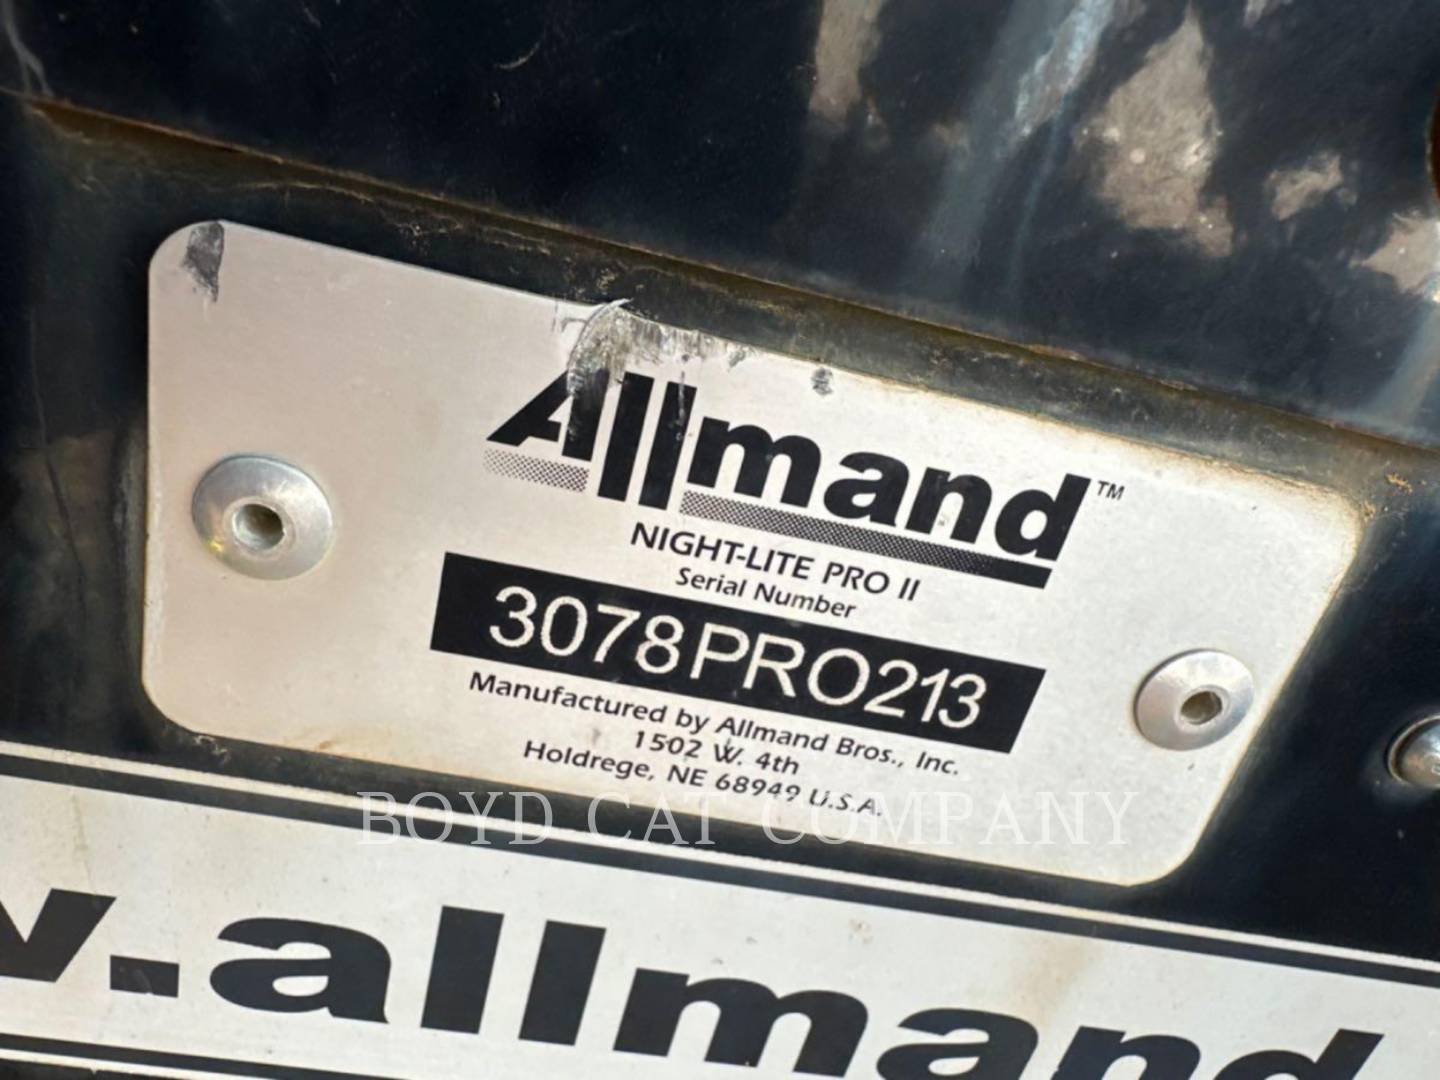 Allmand™
NIGHT-LITE PRO II
Serial Number
3078PRO213
Manufactured by Allmand Bros., Inc.
1502 W. 4th
Holdrege, NE 68949 U.S.A.
BOYD CAT COMPANY
w.allmand